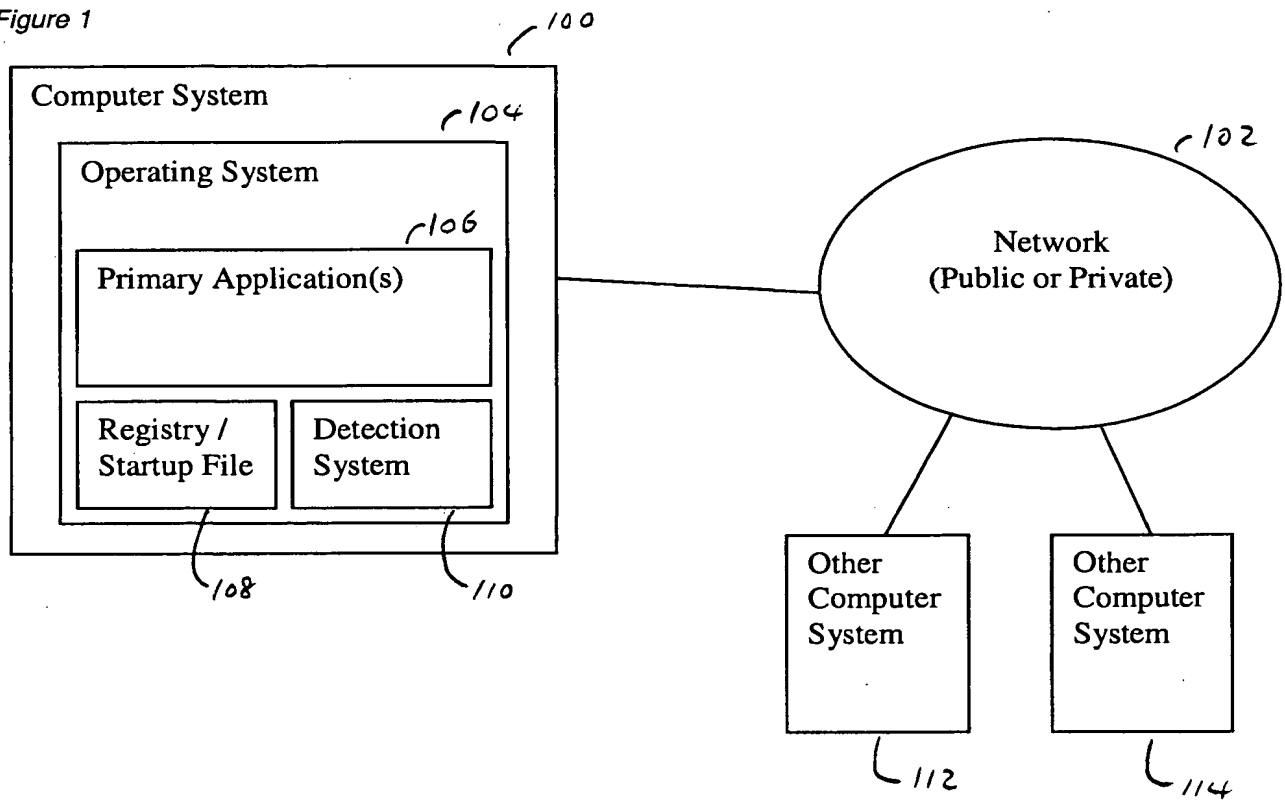 Figure 1
100
Computer System
104
Operating System
106
Primary Application(s)
Registry /
Startup File
Detection
System
108
110
102
Network
(Public or Private)
Other
Computer
System
Other
Computer
System
112
114